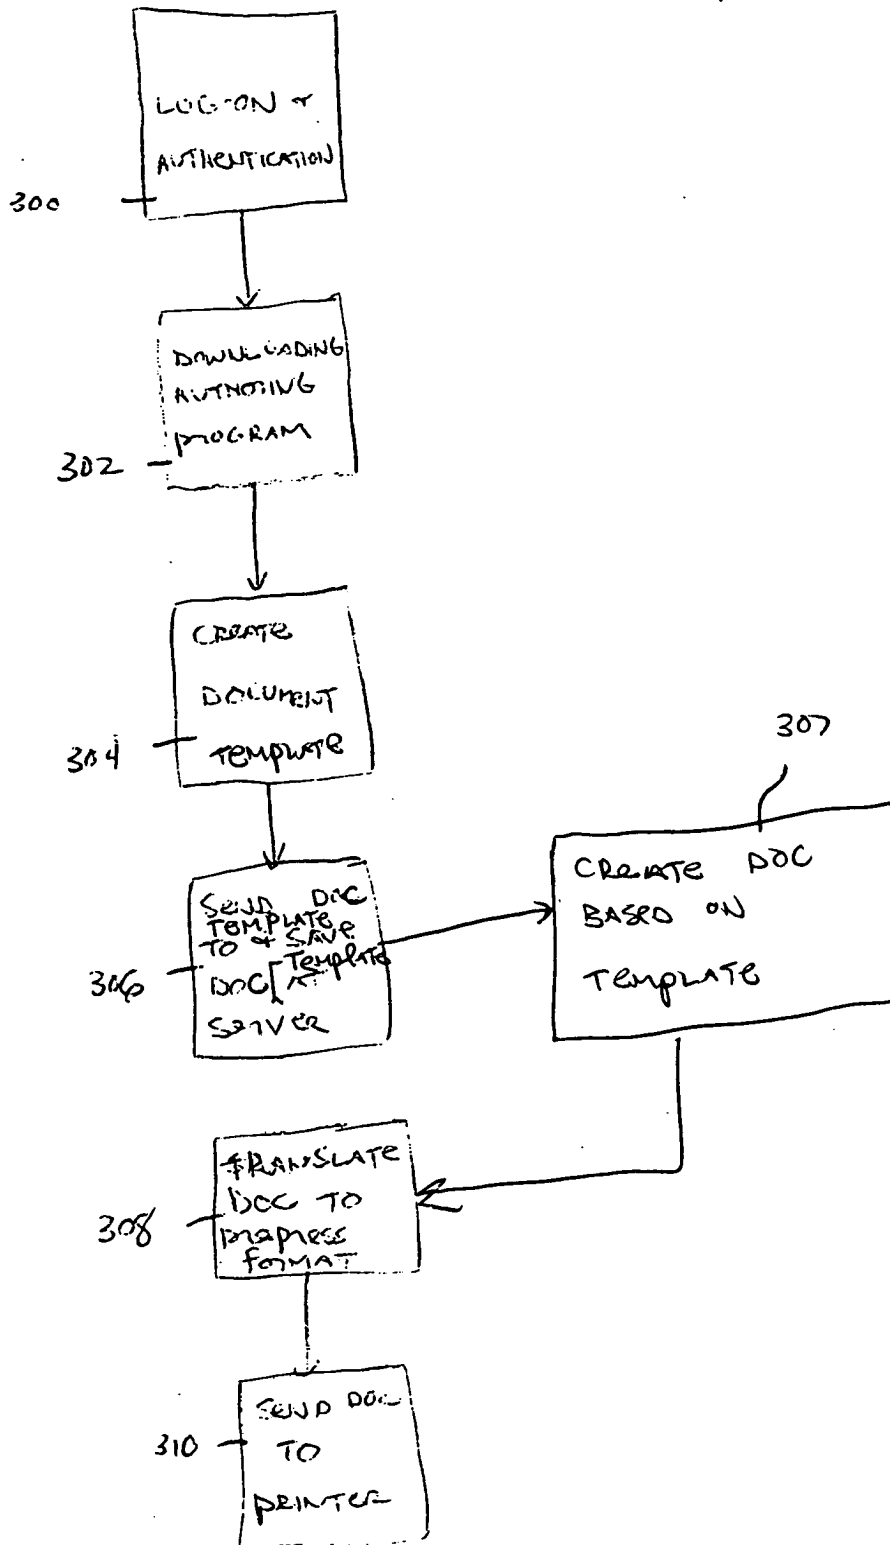 LOG-ON +
AUTHENTICATION
300
DOWNLOADING
AUTHORING
PROGRAM
302
CREATE
DOCUMENT
TEMPLATE
304
307
CREATE DOC
BASED ON
TEMPLATE
SEND DOC
TEMPLATE
TO + SAVE
TEMPLATE
DOC [ AT
SERVER
306
TRANSLATE
DOC TO
PREPRESS
FORMAT
308
SEND DOC
TO
PRINTER
310